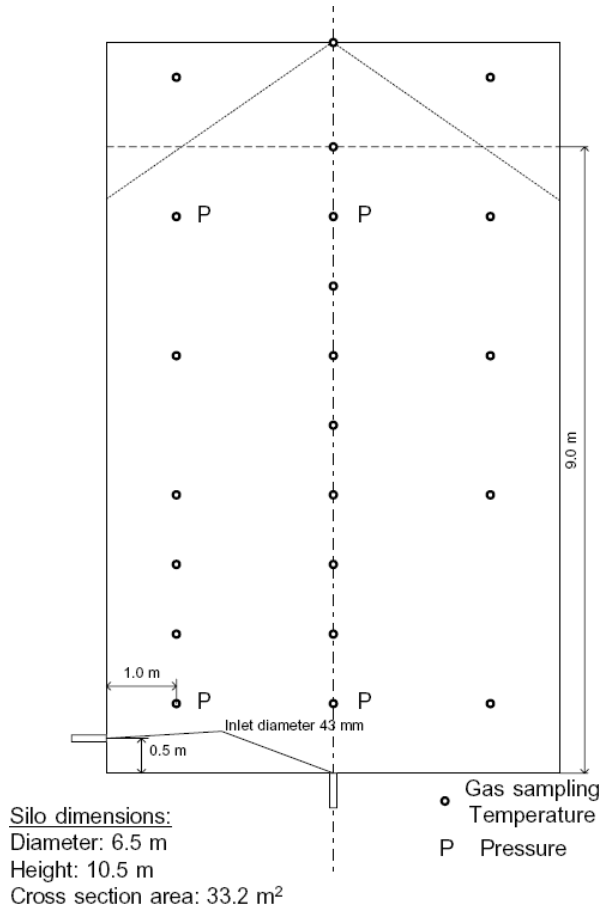 P
P
9.0 m
1.0 m
P
P
Inlet diameter 43 mm
0.5 m
Silo dimensions:
Diameter: 6.5 m
Height: 10.5 m
Cross section area: 33.2 m²
Gas sampling
Temperature
P Pressure